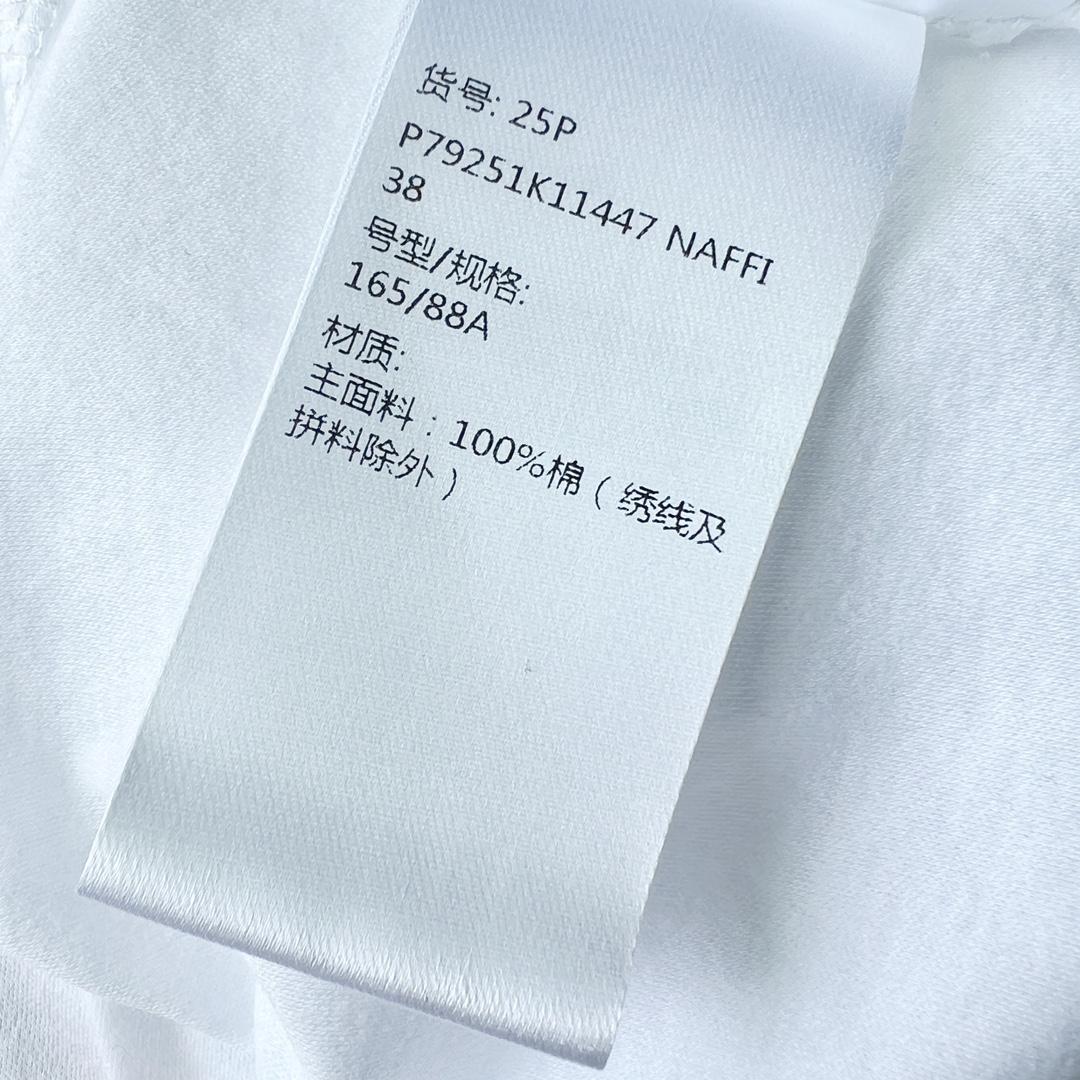 货号: 25P
P79251K11447 NAFFI
38
号型/规格:
165/88A
材质:
主面料：100%棉（绣线及
拼料除外）